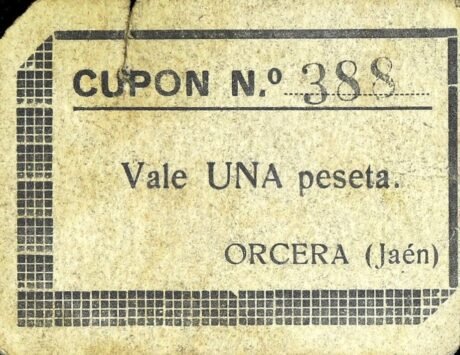 CUPON N.º 388
Vale UNA peseta.
ORCERA (Jaén)